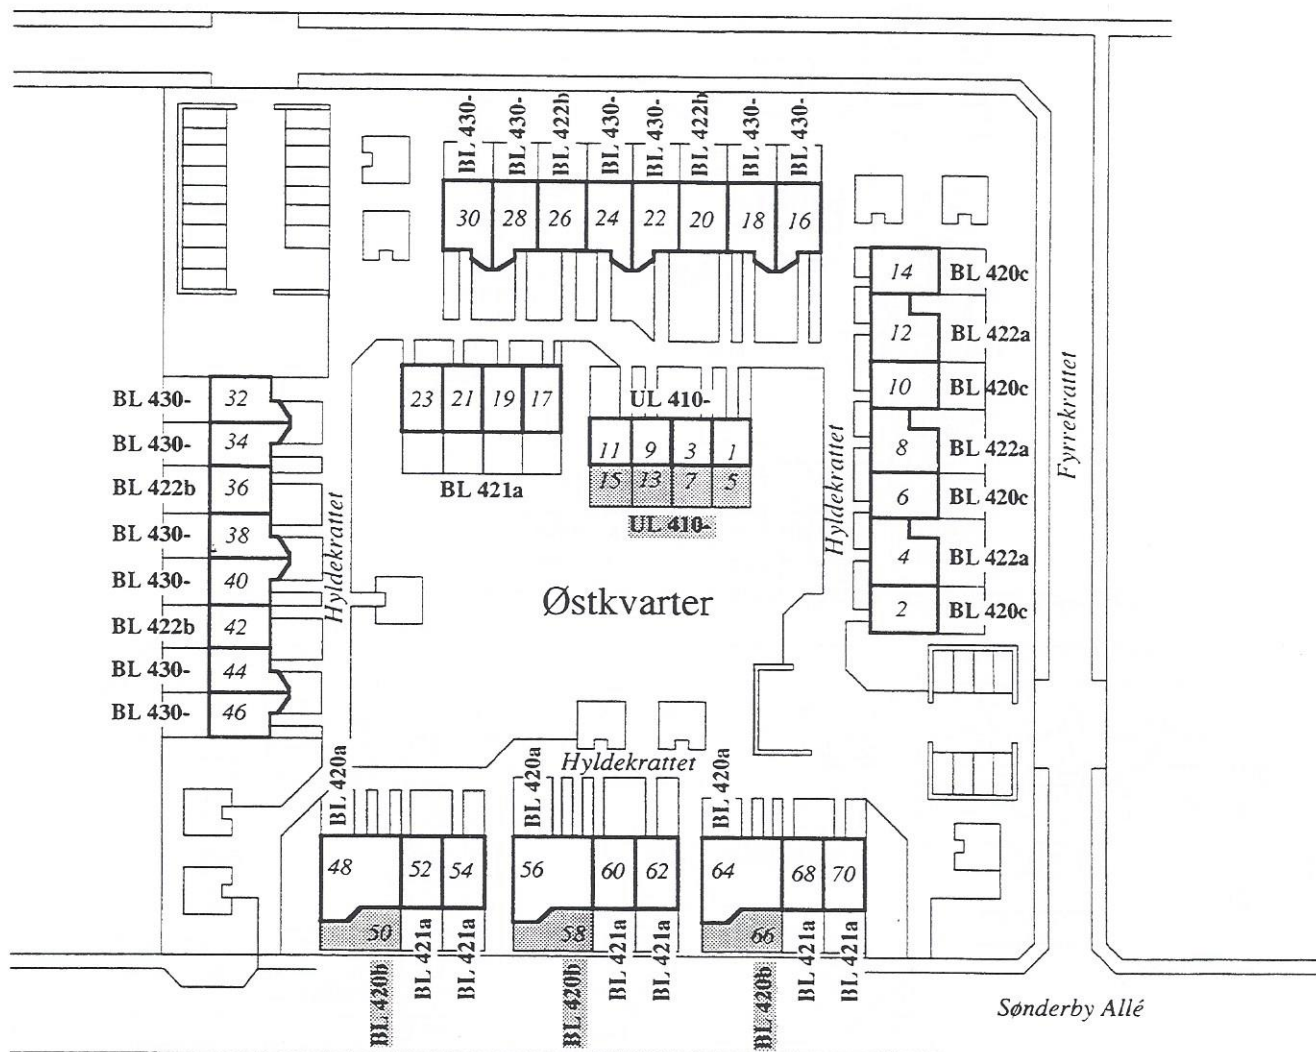 BL 430-
BL 430-
BL 422b
BL 430-
BL 430-
BL 422b
BL 430-
BL 430-
30
28
26
24
22
20
18
16
14
BL 420c
12
BL 422a
10
BL 420c
8
BL 422a
6
BL 420c
4
BL 422a
2
BL 420c
Fyrrekrattet
Hyldekrattet
23
21
19
17
BL 421a
UL 410-
11
9
3
1
15
13
7
5
UL 410-
BL 430-
32
BL 430-
34
BL 422b
36
BL 430-
38
BL 430-
40
BL 422b
42
BL 430-
44
BL 430-
46
Hyldekrattet
Østkvarter
Hyldekrattet
BL 420a
BL 420a
BL 420a
48
52
54
56
60
62
64
68
70
50
58
66
BL 420b
BL 421a
BL 421a
BL 420b
BL 421a
BL 421a
BL 420b
BL 421a
BL 421a
Sønderby Allé